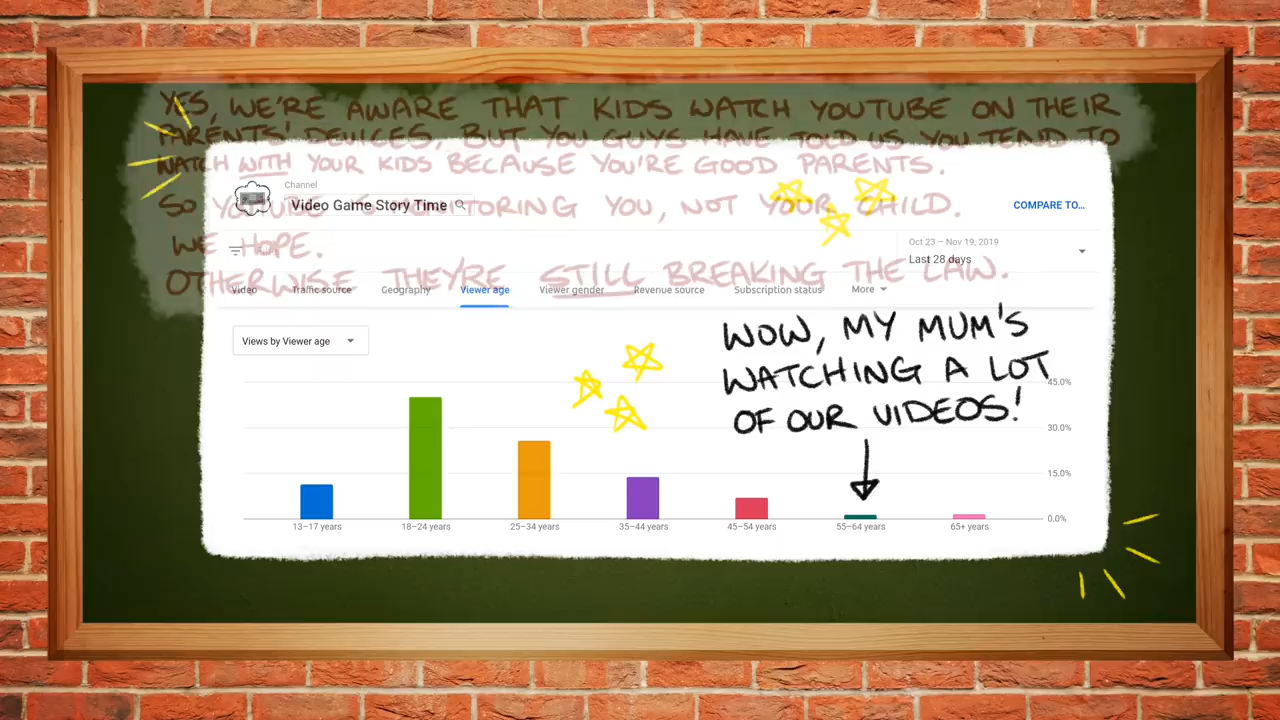 YES, WE'RE AWARE THAT KIDS WATCH YOUTUBE ON THEIR
PARENTS' DEVICES, BUT YOU GUYS HAVE TOLD US YOU TEND TO
WATCH WITH YOUR KIDS BECAUSE YOU'RE GOOD PARENTS.
SO YOUTUBE'S MONITORING YOU, NOT YOUR CHILD.
WE HOPE.
OTHERWISE THEY'RE STILL BREAKING THE LAW.
Channel
Video Game Story Time
COMPARE TO...
Oct 23 – Nov 19, 2019
Last 28 days
Video Traffic source Geography Viewer age Viewer gender Revenue source Subscription status More
Views by Viewer age
WOW, MY MUM'S
WATCHING A LOT
OF OUR VIDEOS!
45.0%
30.0%
15.0%
0.0%
13–17 years 18–24 years 25–34 years 35–44 years 45–54 years 55–64 years 65+ years